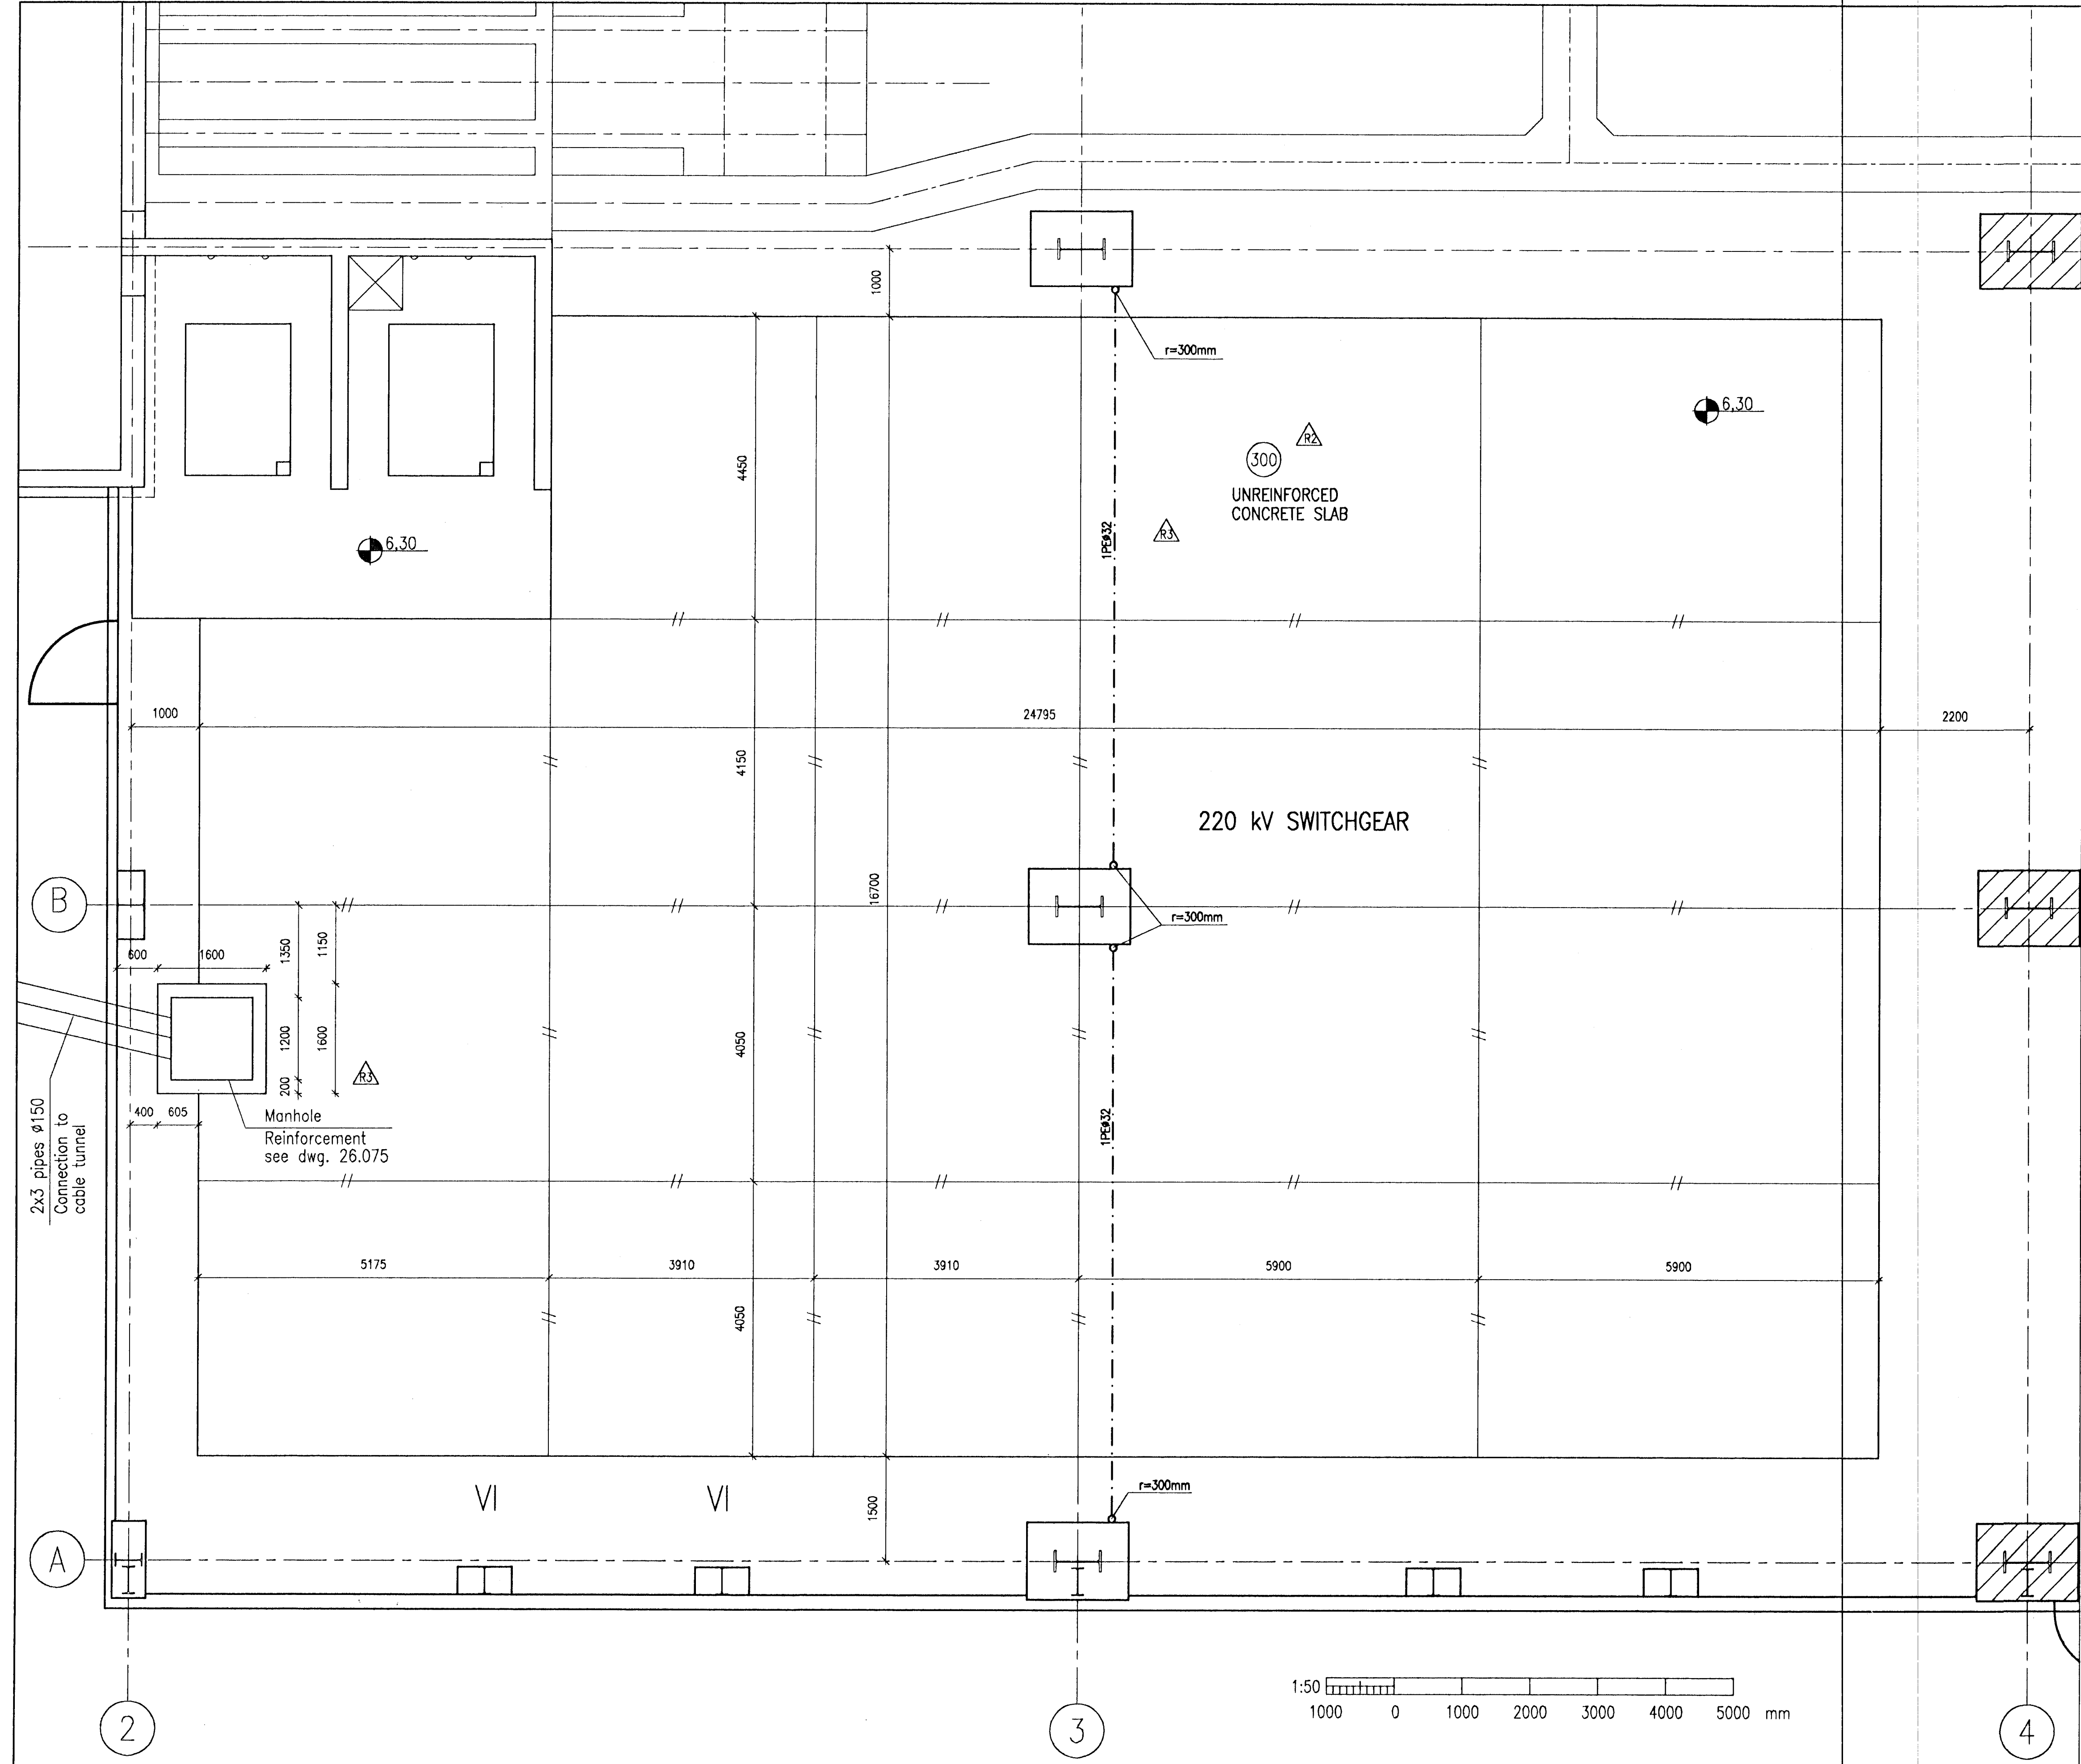 1000
r=300mm
6,30
R2
300
4450
UNREINFORCED
CONCRETE SLAB
R3
1PEø32
6,30
1000
24795
2200
4150
220 kV SWITCHGEAR
16700
B
r=300mm
1350
1150
600
1600
1200
1600
4050
R3
200
400
605
Manhole
Reinforcement
see dwg. 26.075
1PEø32
2x3 pipes ø150
Connection to
cable tunnel
5175
3910
3910
5900
5900
4050
VI
VI
1500
r=300mm
A
1:50
1000 0 1000 2000 3000 4000 5000 mm
2
3
4